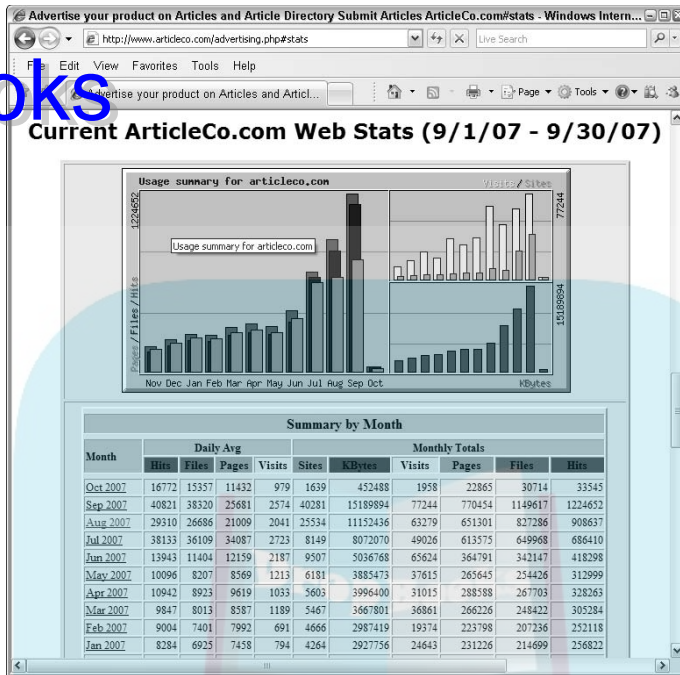 Advertise your product on Articles and Article Directory Submit Articles ArticleCo.com#stats - Windows Intern...
http://www.articleco.com/advertising.php#stats
Live Search
Edit View Favorites Tools Help
oks
Advertise your product on Articles and Articl...
Page Tools
Current ArticleCo.com Web Stats (9/1/07 - 9/30/07)
Usage summary for articleco.com
Visits/Sites
1224652
77244
Usage summary for articleco.com
Pages/Files/Hits
15189894
Nov Dec Jan Feb Mar Apr May Jun Jul Aug Sep Oct
KBytes
Summary by Month
Month Daily Avg Monthly Totals
Hits Files Pages Visits Sites KBytes Visits Pages Files Hits
Oct 2007 16772 15357 11432 979 1639 452488 1958 22865 30714 33545
Sep 2007 40821 38320 25681 2574 40281 15189894 77244 770454 1149617 1224652
Aug 2007 29310 26686 21009 2041 25534 11152436 63279 651301 827286 908637
Jul 2007 38133 36109 34087 2723 8149 8072070 49026 613575 649968 686410
Jun 2007 13943 11404 12159 2187 9507 5036768 65624 364791 342147 418298
May 2007 10096 8207 8569 1213 6181 3885473 37615 265645 254426 312999
Apr 2007 10942 8923 9619 1033 5603 3996400 31015 288588 267703 328263
Mar 2007 9847 8013 8587 1189 5467 3667801 36861 266226 248422 305284
Feb 2007 9004 7401 7992 691 4666 2987419 19374 223798 207236 252118
Jan 2007 8284 6925 7458 794 4264 2927756 24643 231226 214699 256822